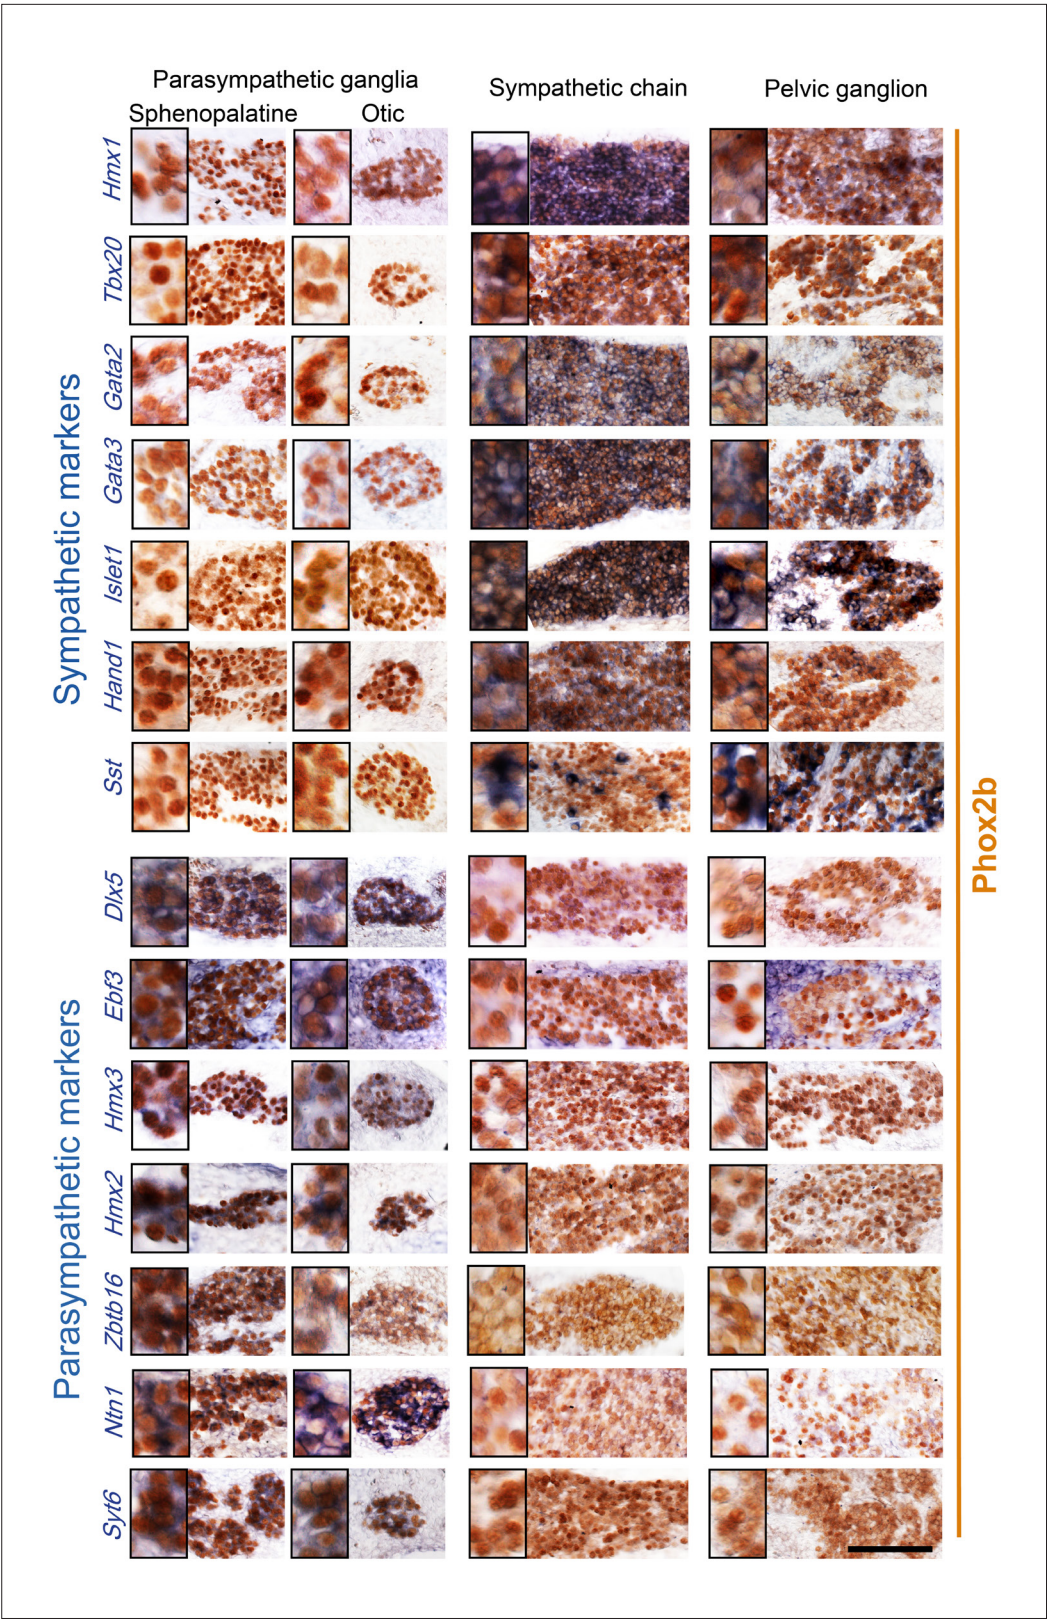 Parasympathetic ganglia
Sphenopalatine
Otic
Sympathetic chain
Pelvic ganglion
Sympathetic markers
Hmx1
Tbx20
Gata2
Gata3
Islet1
Hand1
Sst
Parasympathetic markers
Dlx5
Ebf3
Hmx3
Hmx2
Zbtb16
Ntn1
Syt6
Phox2b